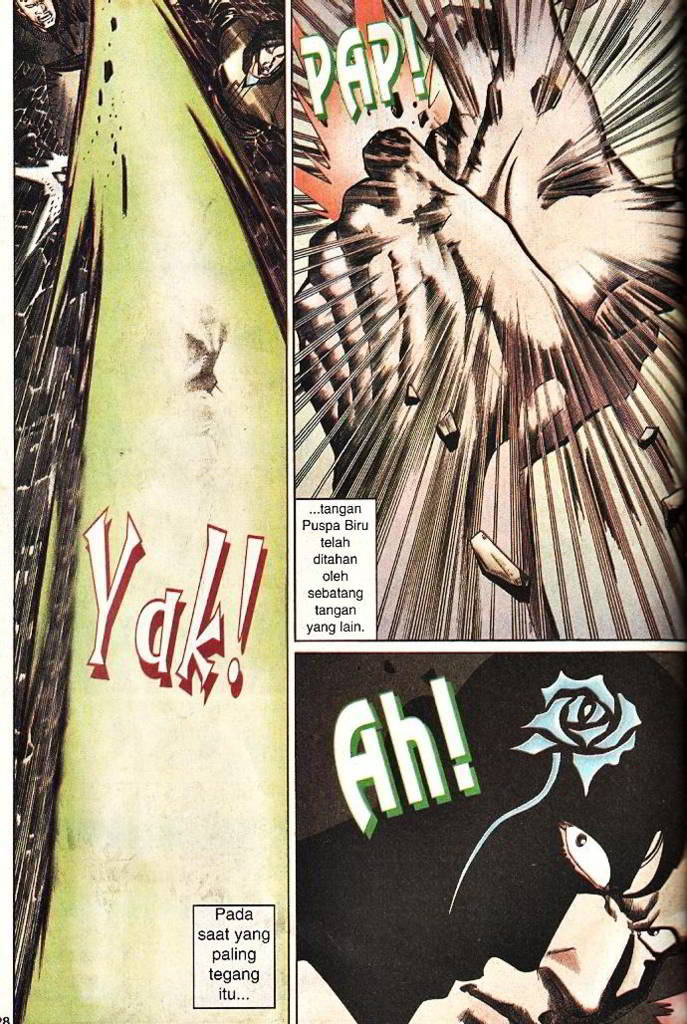 Yak!
Pada
saat yang
paling
tegang
itu...
PAP!
...tangan
Puspa Biru
telah
ditahan
oleh
sebatang
tangan
yang lain.
Ah!
28